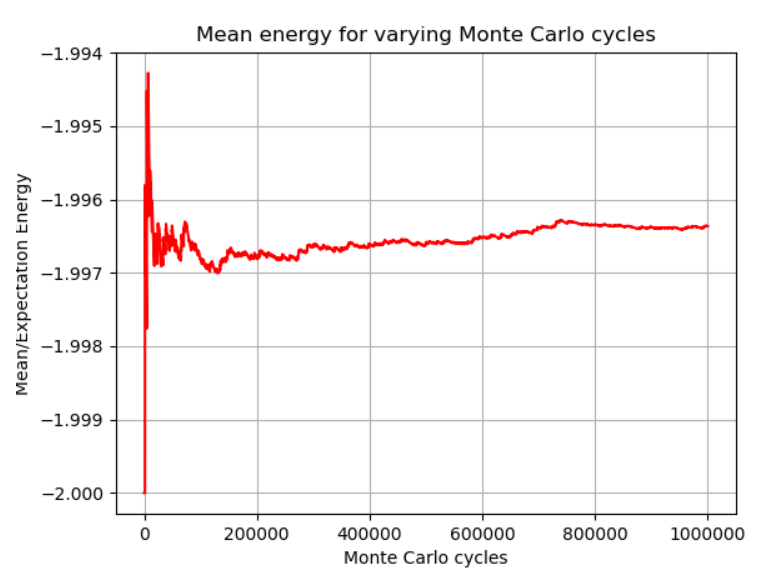 Mean energy for varying Monte Carlo cycles
−1.994
−1.995
−1.996
−1.997
−1.998
−1.999
−2.000
Mean/Expectation Energy
0 200000 400000 600000 800000 1000000
Monte Carlo cycles